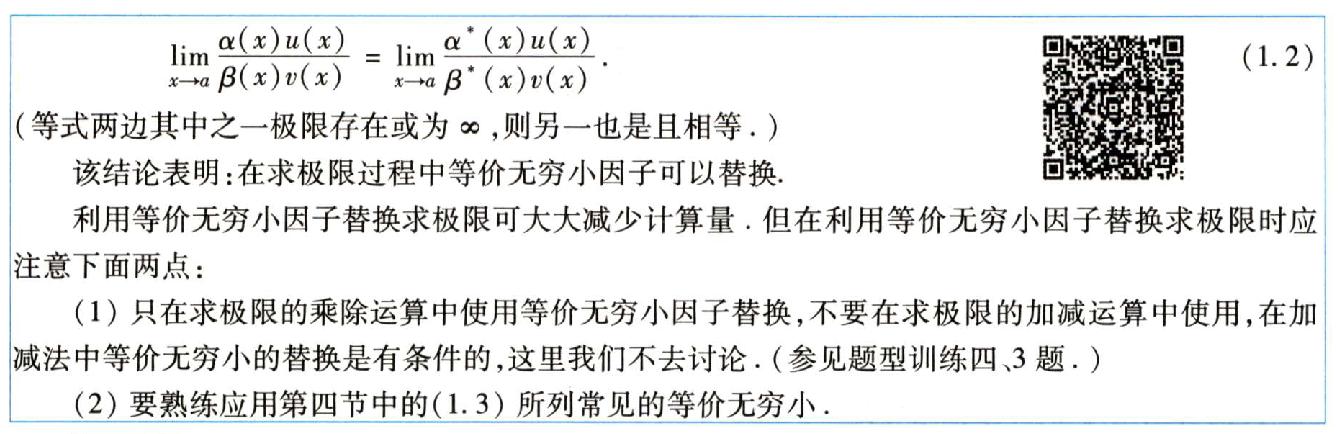 lim_{x→a} α(x)u(x)/β(x)v(x) = lim_{x→a} α*(x)u(x)/β*(x)v(x). (1.2)
(等式两边其中之一极限存在或为∞,则另一也是且相等.)
该结论表明:在求极限过程中等价无穷小因子可以替换.
利用等价无穷小因子替换求极限可大大减少计算量.但在利用等价无穷小因子替换求极限时应
注意下面两点:
(1) 只在求极限的乘除运算中使用等价无穷小因子替换,不要在求极限的加减运算中使用,在加
减法中等价无穷小的替换是有条件的,这里我们不去讨论.(参见题型训练四、3题.)
(2) 要熟练应用第四节中的(1.3)所列常见的等价无穷小.